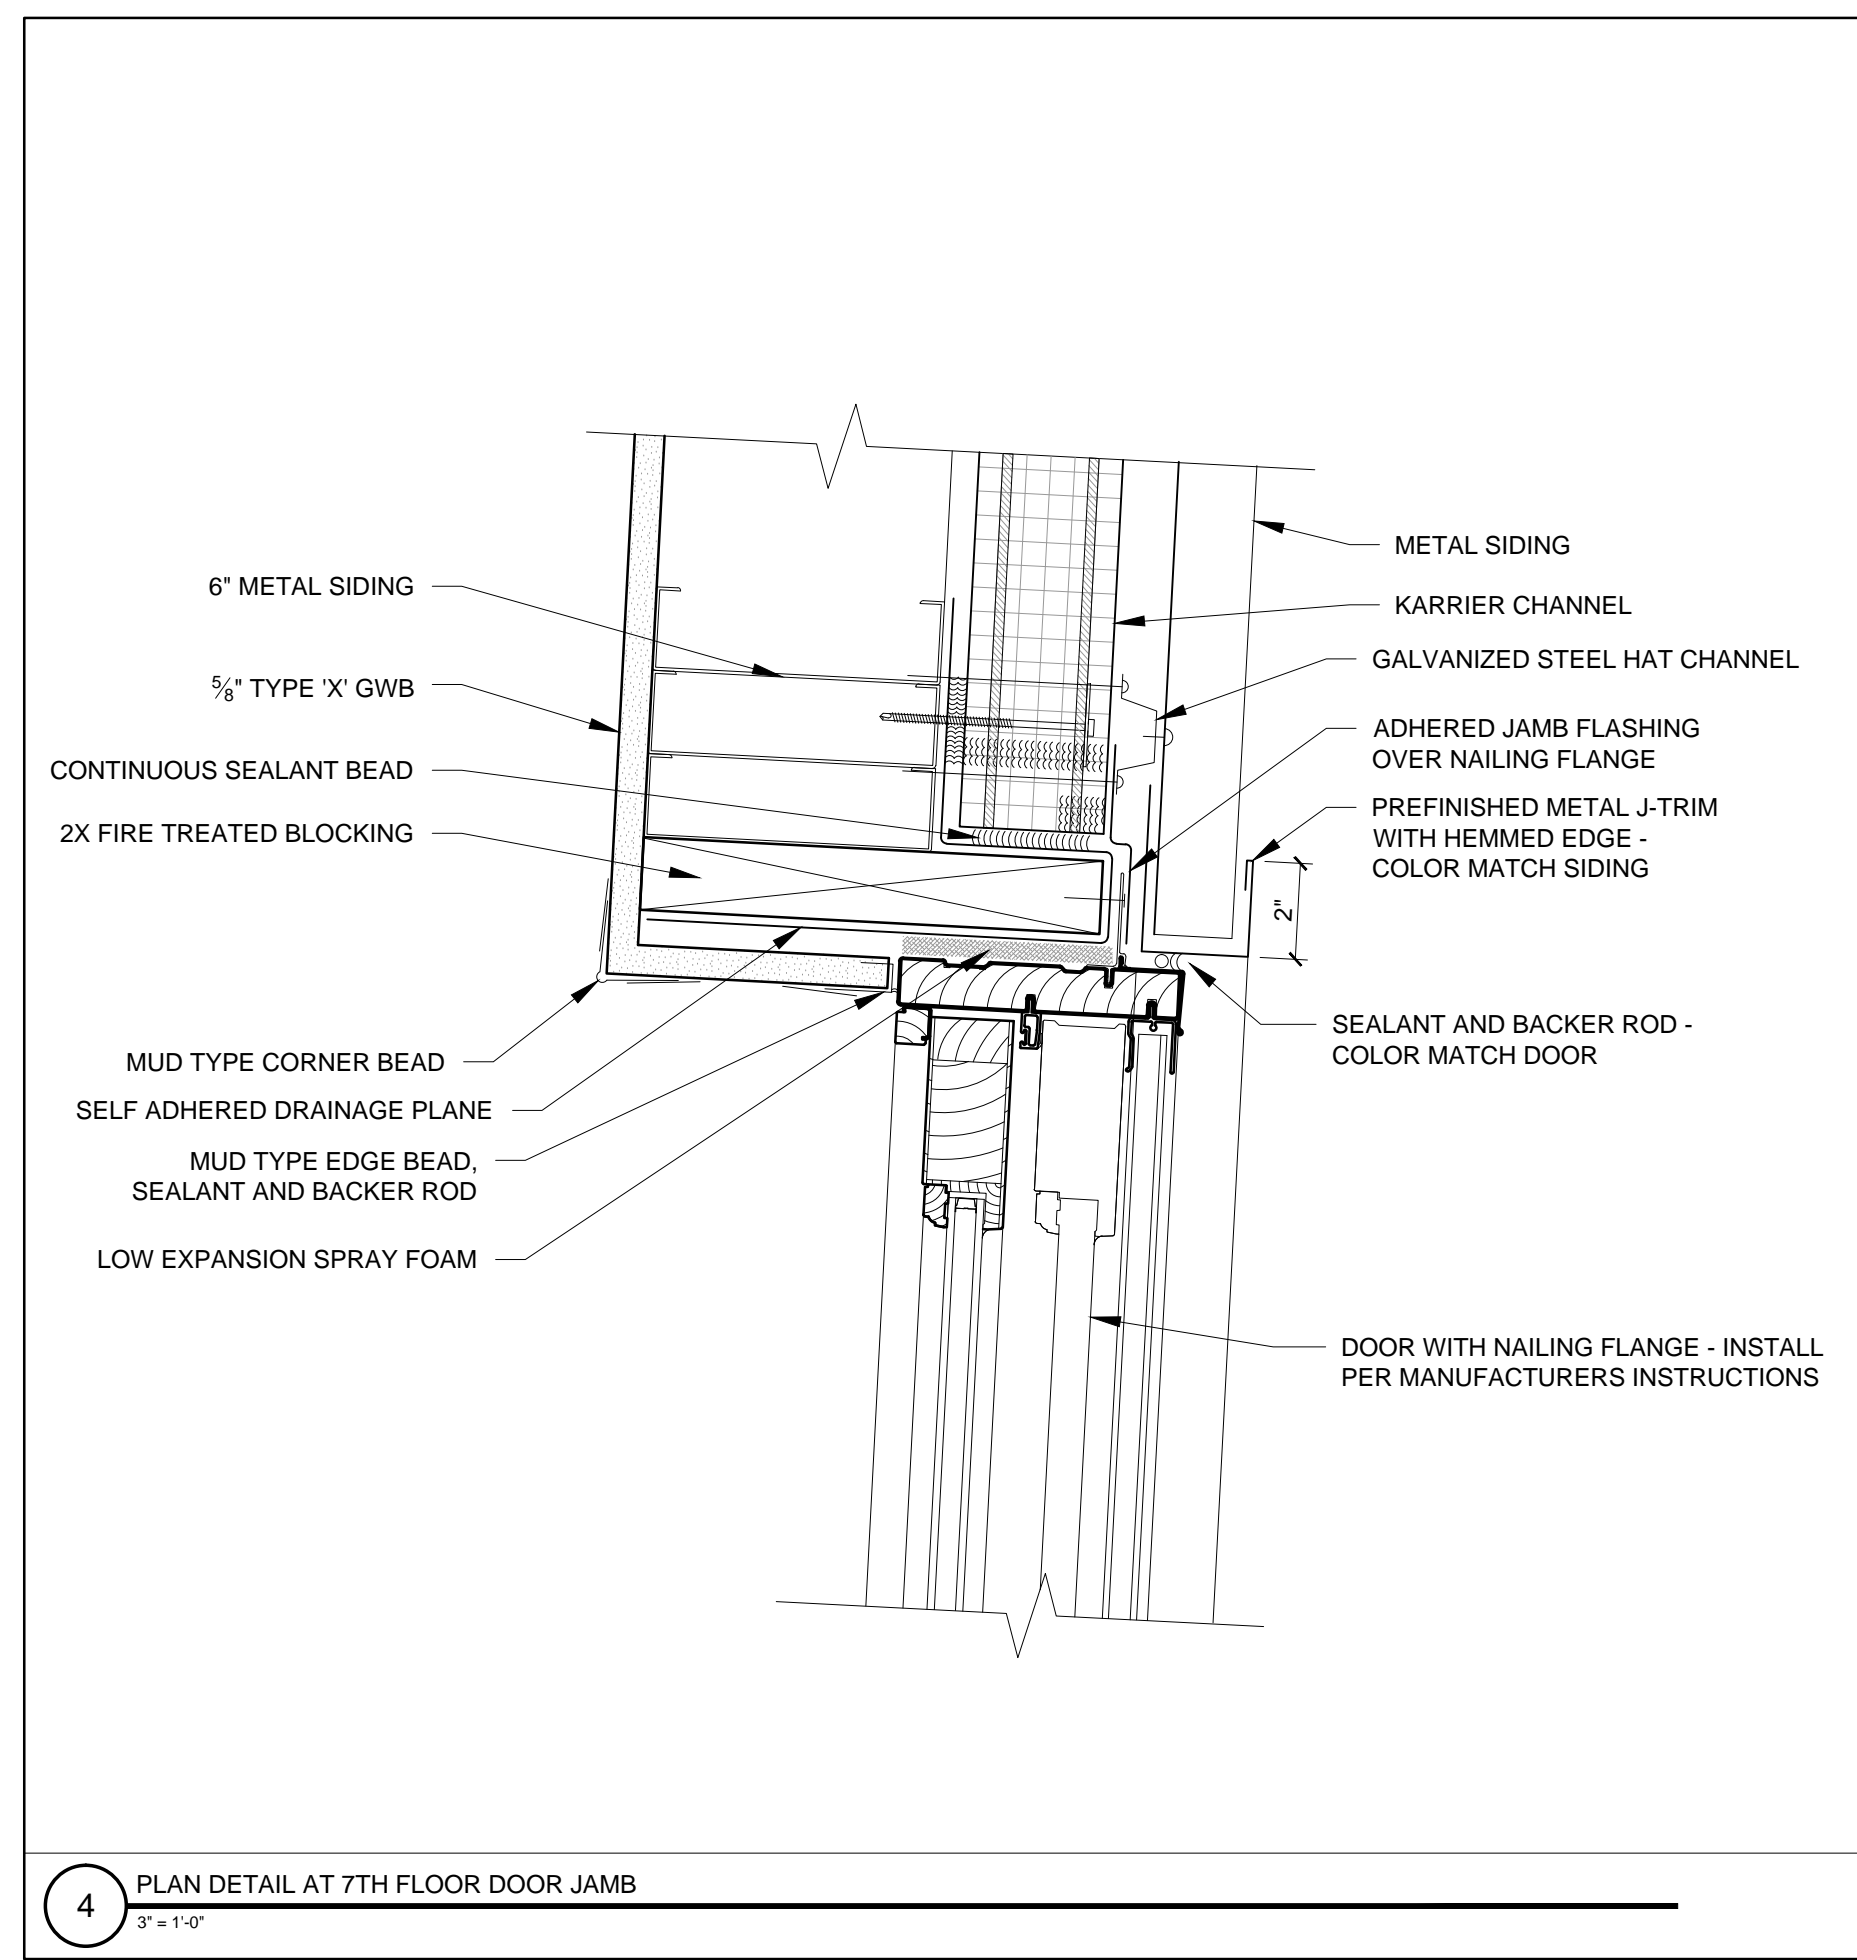 6" METAL SIDING
⅝" TYPE 'X' GWB
CONTINUOUS SEALANT BEAD
2X FIRE TREATED BLOCKING
MUD TYPE CORNER BEAD
SELF ADHERED DRAINAGE PLANE
MUD TYPE EDGE BEAD,
SEALANT AND BACKER ROD
LOW EXPANSION SPRAY FOAM
METAL SIDING
KARRIER CHANNEL
GALVANIZED STEEL HAT CHANNEL
ADHERED JAMB FLASHING
OVER NAILING FLANGE
PREFINISHED METAL J-TRIM
WITH HEMMED EDGE -
COLOR MATCH SIDING
2"
SEALANT AND BACKER ROD -
COLOR MATCH DOOR
DOOR WITH NAILING FLANGE - INSTALL
PER MANUFACTURERS INSTRUCTIONS
4
PLAN DETAIL AT 7TH FLOOR DOOR JAMB
3" = 1'-0"